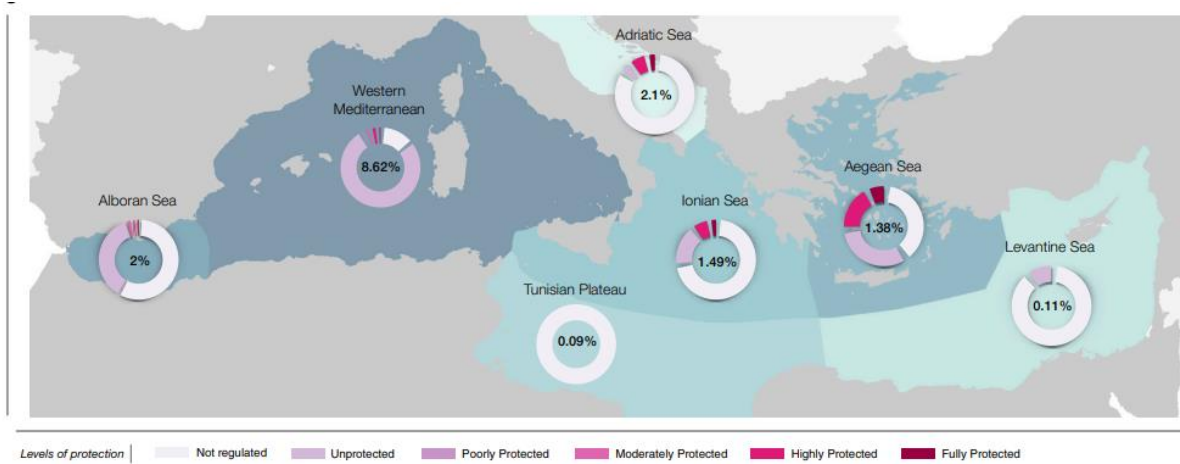 Adriatic Sea
2.1%
Western
Mediterranean
8.62%
Aegean Sea
1.38%
Alboran Sea
2%
Ionian Sea
1.49%
Levantine Sea
0.11%
Tunisian Plateau
0.09%
Levels of protection Not regulated Unprotected Poorly Protected Moderately Protected Highly Protected Fully Protected